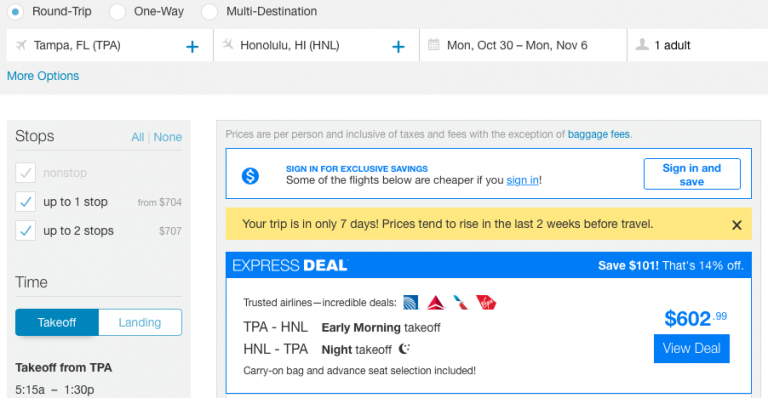 Round-Trip One-Way Multi-Destination
Tampa, FL (TPA) + Honolulu, HI (HNL) + Mon, Oct 30 – Mon, Nov 6 1 adult
More Options
Stops All | None
nonstop
up to 1 stop from $704
up to 2 stops $707
Time
Takeoff Landing
Takeoff from TPA
5:15a – 1:30p
Prices are per person and inclusive of taxes and fees with the exception of baggage fees.
SIGN IN FOR EXCLUSIVE SAVINGS
Some of the flights below are cheaper if you sign in!
Sign in and
save
Your trip is in only 7 days! Prices tend to rise in the last 2 weeks before travel. X
EXPRESS DEAL Save $101! That's 14% off.
Trusted airlines—incredible deals:
TPA - HNL Early Morning takeoff
HNL - TPA Night takeoff
Carry-on bag and advance seat selection included!
$602.99
View Deal